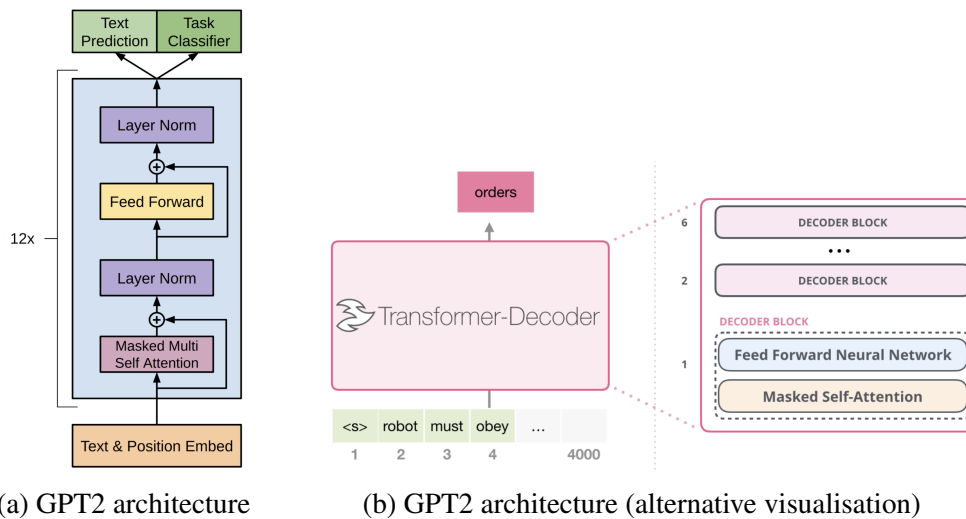 Text
Prediction
Task
Classifier
Layer Norm
+
Feed Forward
12x
Layer Norm
+
Masked Multi
Self Attention
Text & Position Embed
(a) GPT2 architecture
orders
Transformer-Decoder
<s> robot must obey ...
1 2 3 4 4000
6 DECODER BLOCK
...
2 DECODER BLOCK
DECODER BLOCK
1
Feed Forward Neural Network
Masked Self-Attention
(b) GPT2 architecture (alternative visualisation)